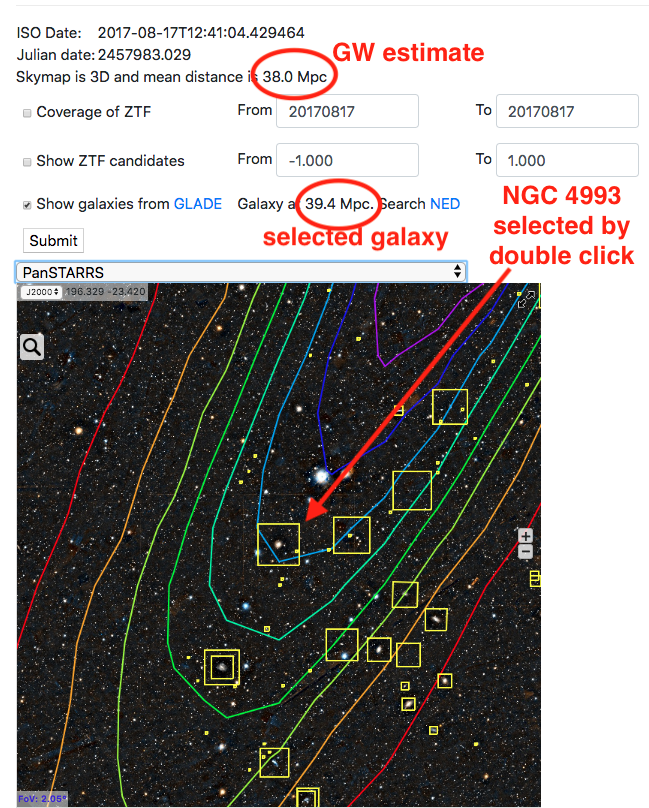 ISO Date: 2017-08-17T12:41:04.429464
Julian date: 2457983.029
GW estimate
Skymap is 3D and mean distance is 38.0 Mpc
Coverage of ZTF From 20170817 To 20170817
Show ZTF candidates From -1.000 To 1.000
Show galaxies from GLADE Galaxy a 39.4 Mpc. Search NED
NGC 4993
selected by
double click
selected galaxy
Submit
PanSTARRS
J2000 196.329 -23.420
+
−
FoV: 2.06°